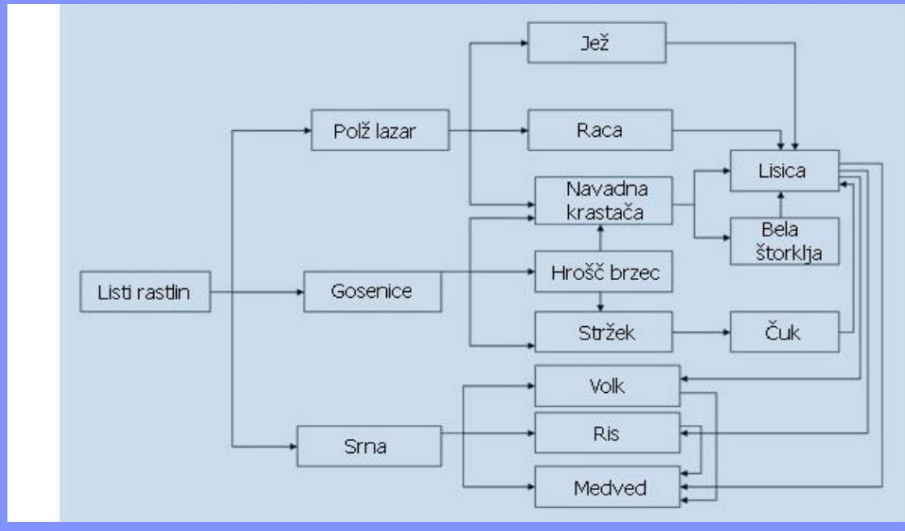 Jež
Polž lazar
Raca
Lisica
Navadna
krastača
Bela
štorklja
Hrošč brzec
Listi rastlin
Gosenice
Stržek
Čuk
Volk
Srna
Ris
Medved